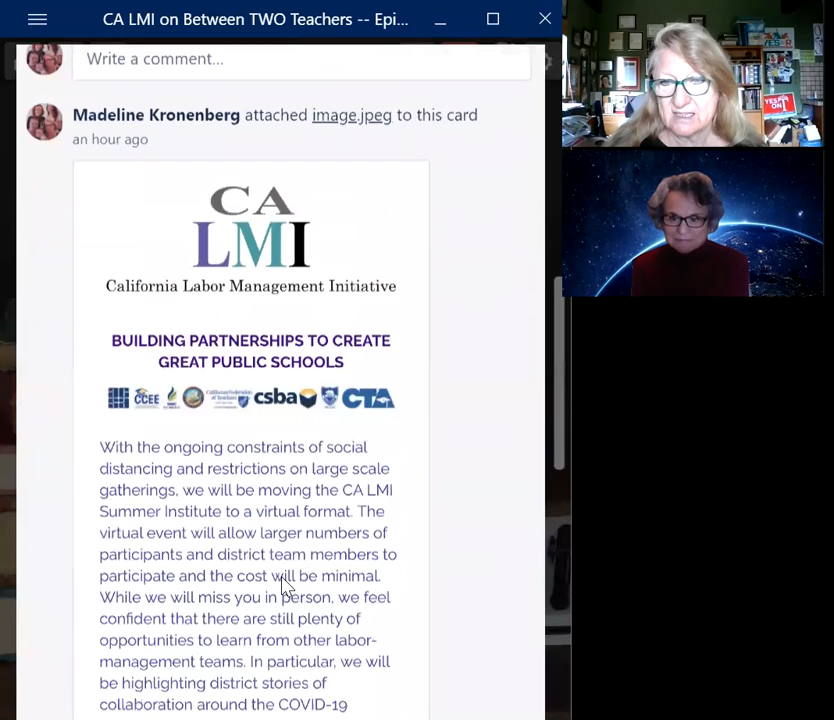 CA LMI on Between TWO Teachers -- Epi...
Write a comment...
Madeline Kronenberg attached image.jpeg to this card
an hour ago
CA
LMI
California Labor Management Initiative
BUILDING PARTNERSHIPS TO CREATE
GREAT PUBLIC SCHOOLS
CCEE
csba
CTA
With the ongoing constraints of social
distancing and restrictions on large scale
gatherings, we will be moving the CA LMI
Summer Institute to a virtual format. The
virtual event will allow larger numbers of
participants and district team members to
participate and the cost will be minimal.
While we will miss you in person, we feel
confident that there are still plenty of
opportunities to learn from other labor-
management teams. In particular, we will
be highlighting district stories of
collaboration around the COVID-19